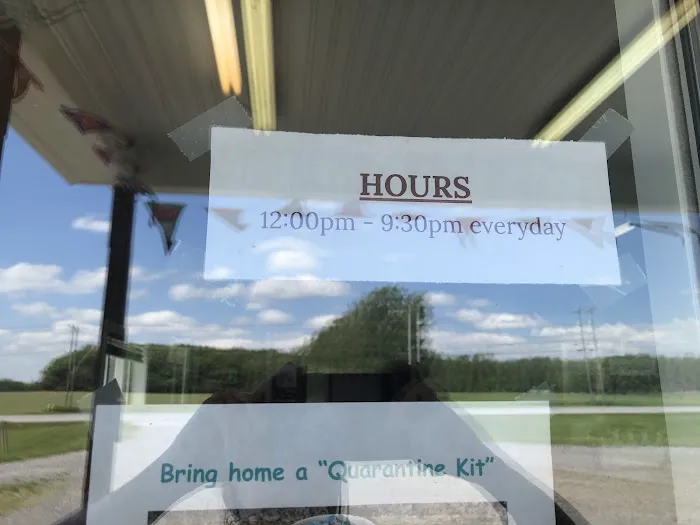 HOURS
12:00pm - 9:30pm everyday
Bring home a "Quarantine Kit"